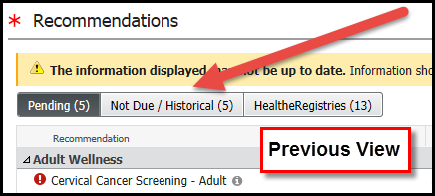 * Recommendations
The information displayed may not be up to date. Information sho
Pending (5) Not Due / Historical (5) HealtheRegistries (13)
Recommendation
Previous View
Adult Wellness
Cervical Cancer Screening - Adult